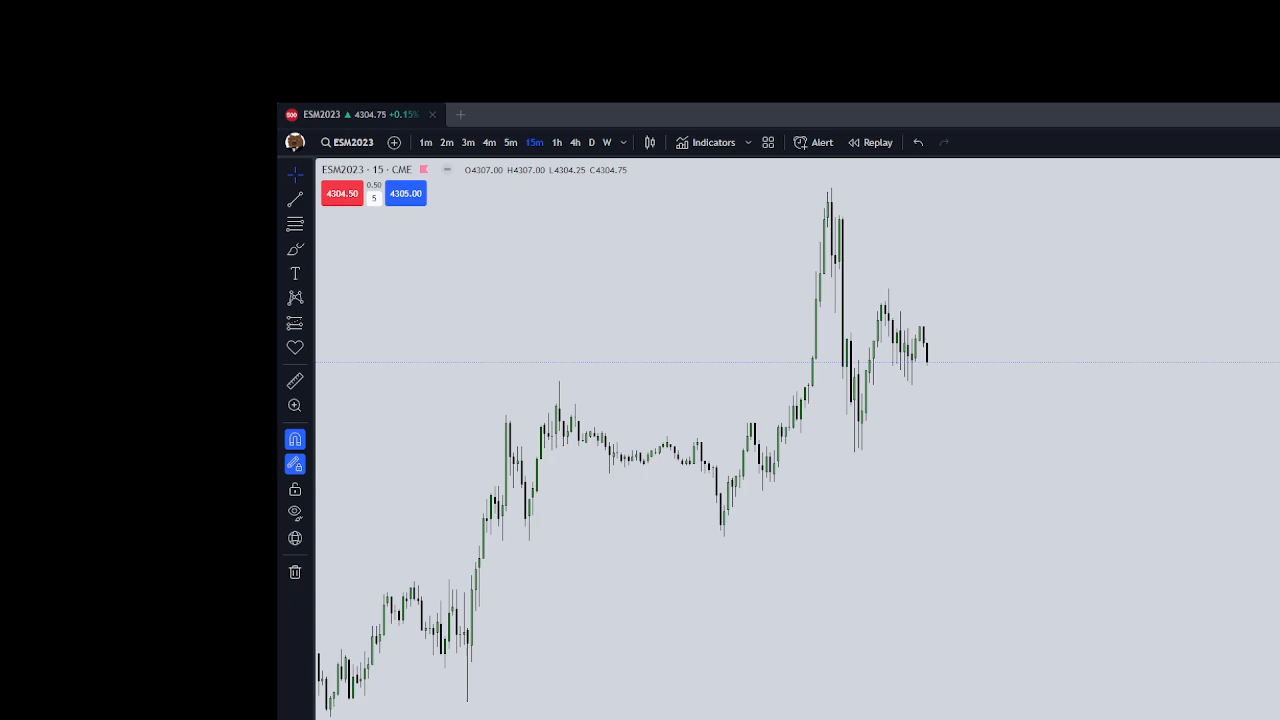 ESM2023 ▲ 4304.75 +0.15%
ESM2023 1m 2m 3m 4m 5m 15m 1h 4h D W Indicators Alert Replay
ESM2023 · 15 · CME O4307.00 H4307.00 L4304.25 C4304.75
4304.50 0.50 5 4305.00
T